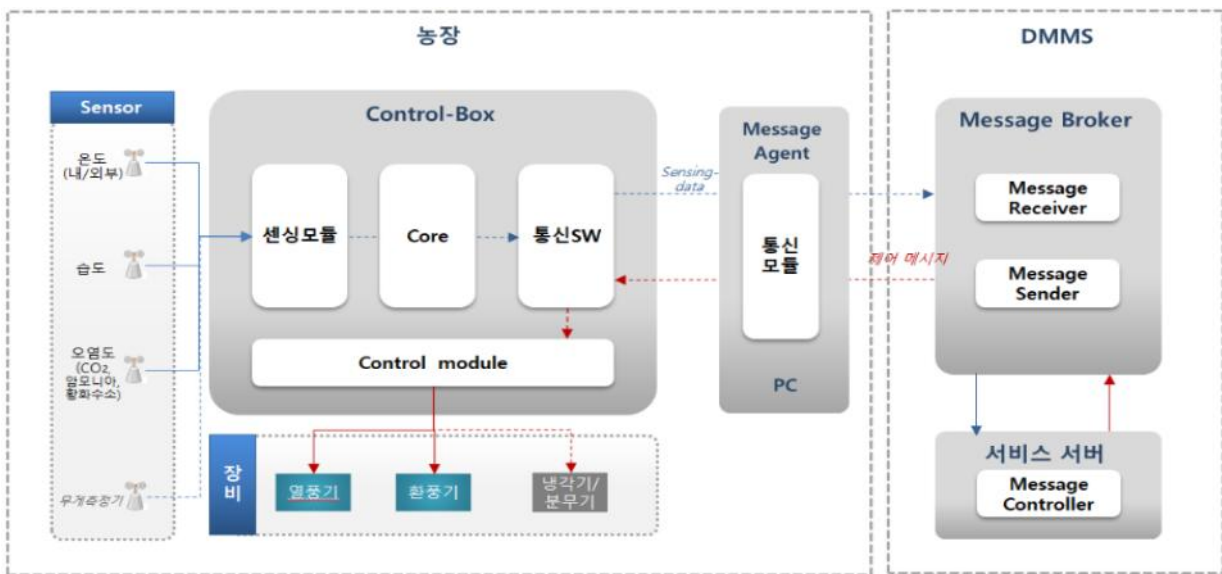 농장
DMMS
Sensor
온도
(내/외부)
습도
오염도
(CO₂,
암모니아,
황화수소)
무게측정기
Control-Box
센싱모듈
Core
통신SW
Control module
장
비
열풍기
환풍기
냉각기/
분무기
Sensing-
data
제어 메시지
Message
Agent
통신
모듈
PC
Message Broker
Message
Receiver
Message
Sender
서비스 서버
Message
Controller